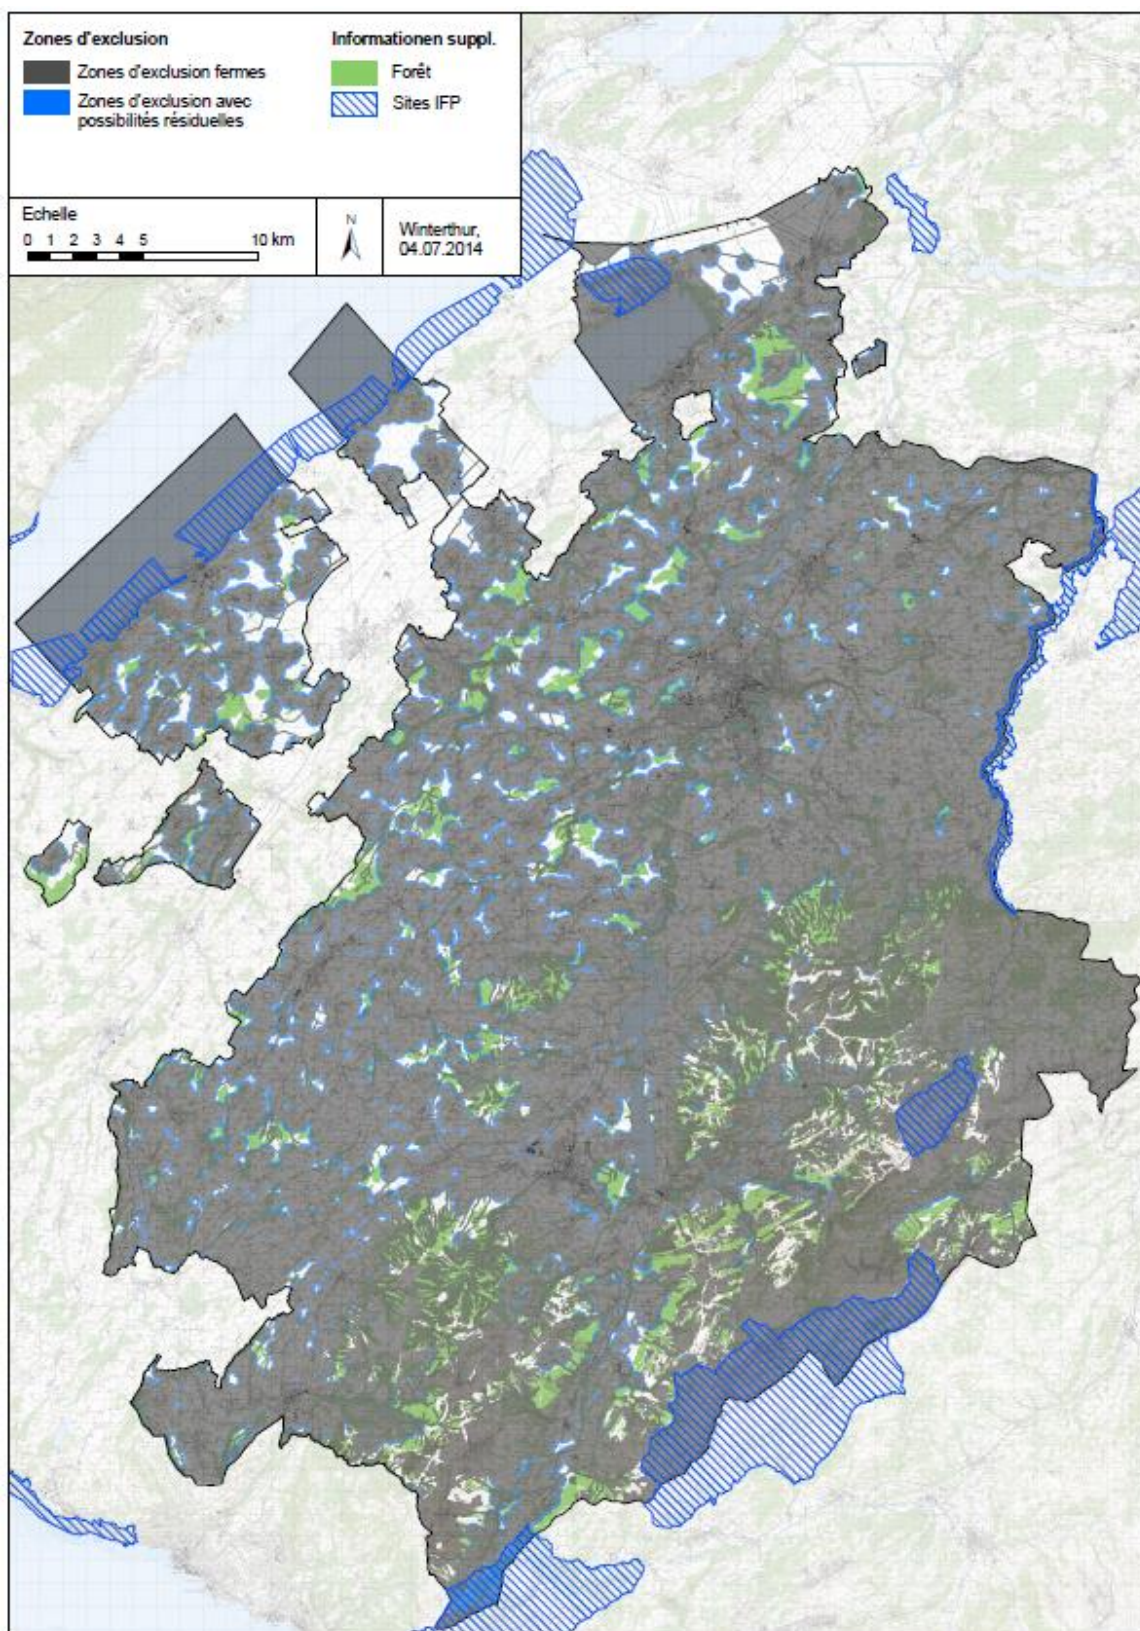 Zones d'exclusion
Zones d'exclusion fermes
Zones d'exclusion avec
possibilités résiduelles
Informationen suppl.
Forêt
Sites IFP
Echelle
0 1 2 3 4 5 10 km
N
Winterthur,
04.07.2014